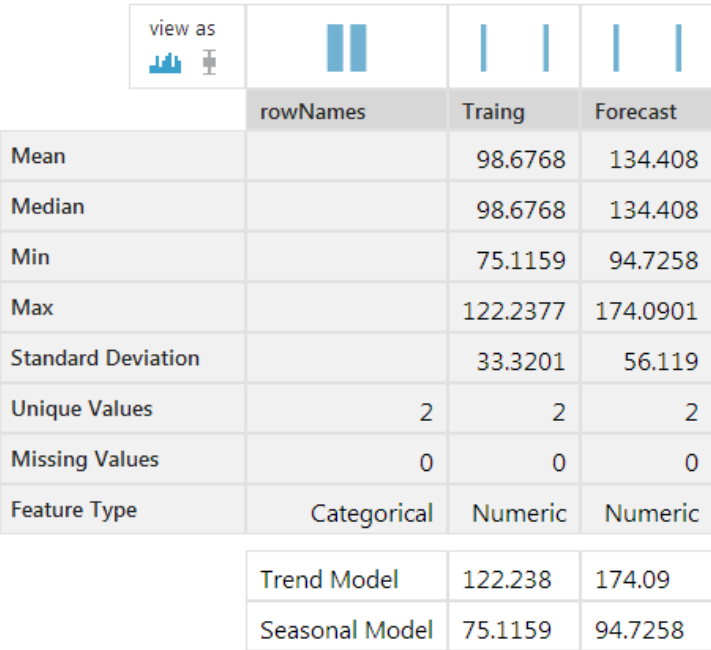 view as
rowNames Traing Forecast
Mean 98.6768 134.408
Median 98.6768 134.408
Min 75.1159 94.7258
Max 122.2377 174.0901
Standard Deviation 33.3201 56.119
Unique Values 2 2 2
Missing Values 0 0 0
Feature Type Categorical Numeric Numeric
Trend Model 122.238 174.09
Seasonal Model 75.1159 94.7258